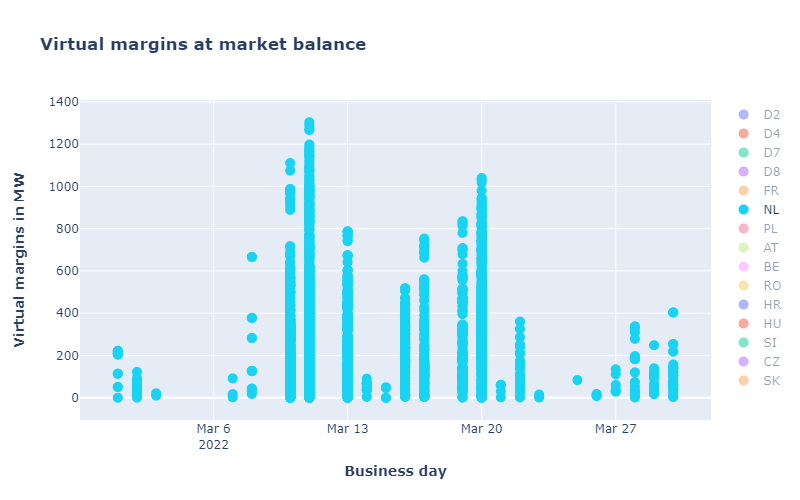 Virtual margins at market balance
1400
1200
1000
800
600
400
200
0
Virtual margins in MW
Mar 6
2022
Mar 13
Mar 20
Mar 27
Business day
D2
D4
D7
D8
FR
NL
PL
AT
BE
RO
HR
HU
SI
CZ
SK